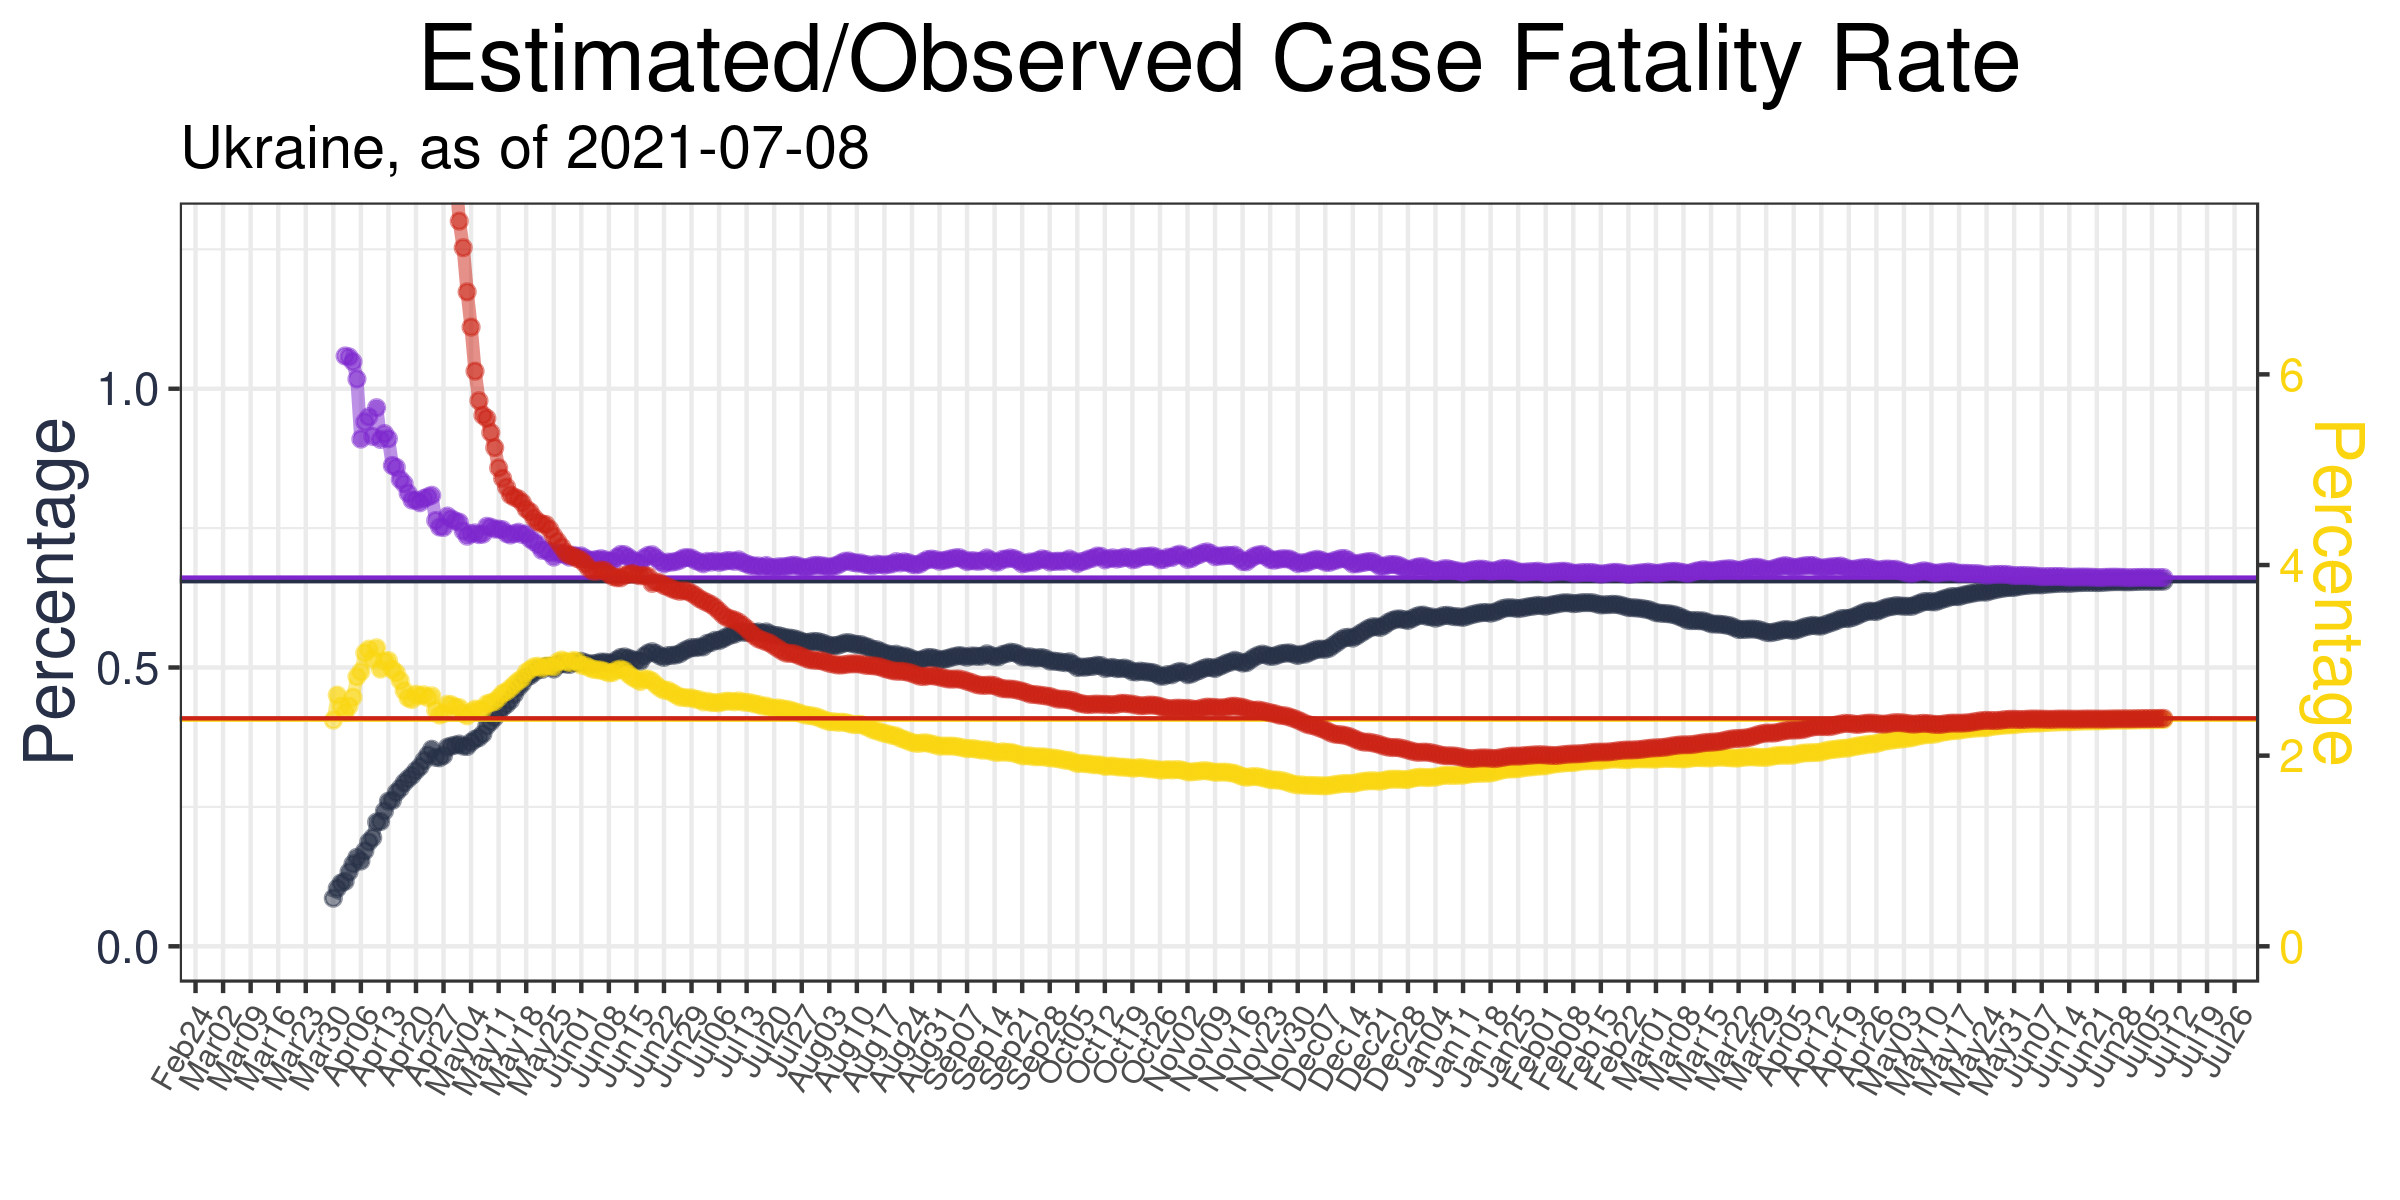 Estimated/Observed Case Fatality Rate
Ukraine, as of 2021-07-08
Percentage
1.0
0.5
0.0
6
4
2
0
Percentage
Feb24
Mar02
Mar09
Mar16
Mar23
Mar30
Apr06
Apr13
Apr20
Apr27
May04
May11
May18
May25
Jun01
Jun08
Jun15
Jun22
Jun29
Jul06
Jul13
Jul20
Jul27
Aug03
Aug10
Aug17
Aug24
Aug31
Sep07
Sep14
Sep21
Sep28
Oct05
Oct12
Oct19
Oct26
Nov02
Nov09
Nov16
Nov23
Nov30
Dec07
Dec14
Dec21
Dec28
Jan04
Jan11
Jan18
Jan25
Feb01
Feb08
Feb15
Feb22
Mar01
Mar08
Mar15
Mar22
Mar29
Apr05
Apr12
Apr19
Apr26
May03
May10
May17
May24
May31
Jun07
Jun14
Jun21
Jun28
Jul05
Jul12
Jul19
Jul26